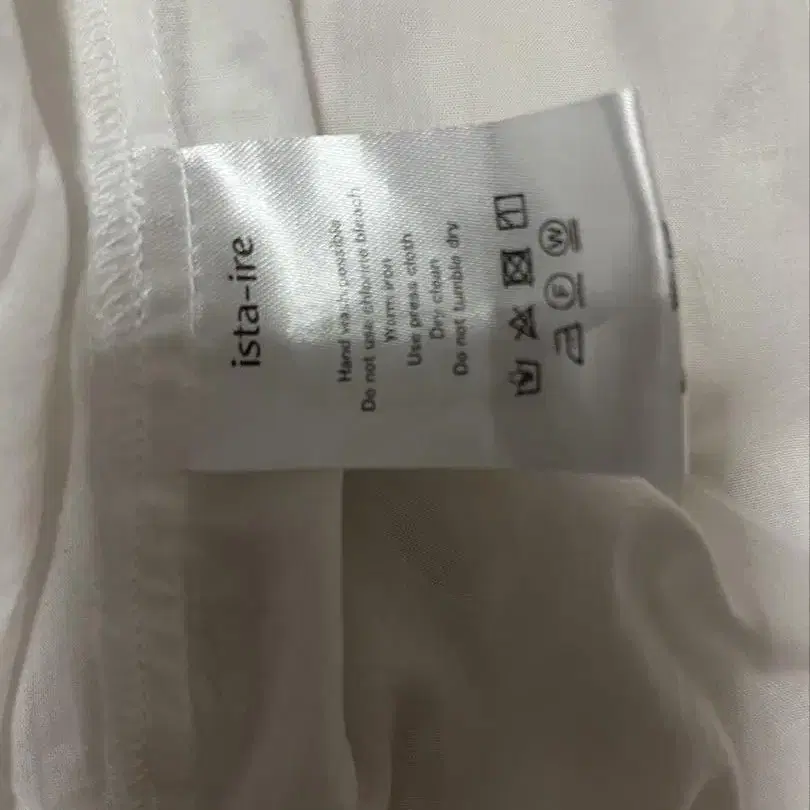 ista-ire
Hand wash possible
Do not use chlorine bleach
Warm iron
Use press cloth
Dry clean
Do not tumble dry
F W